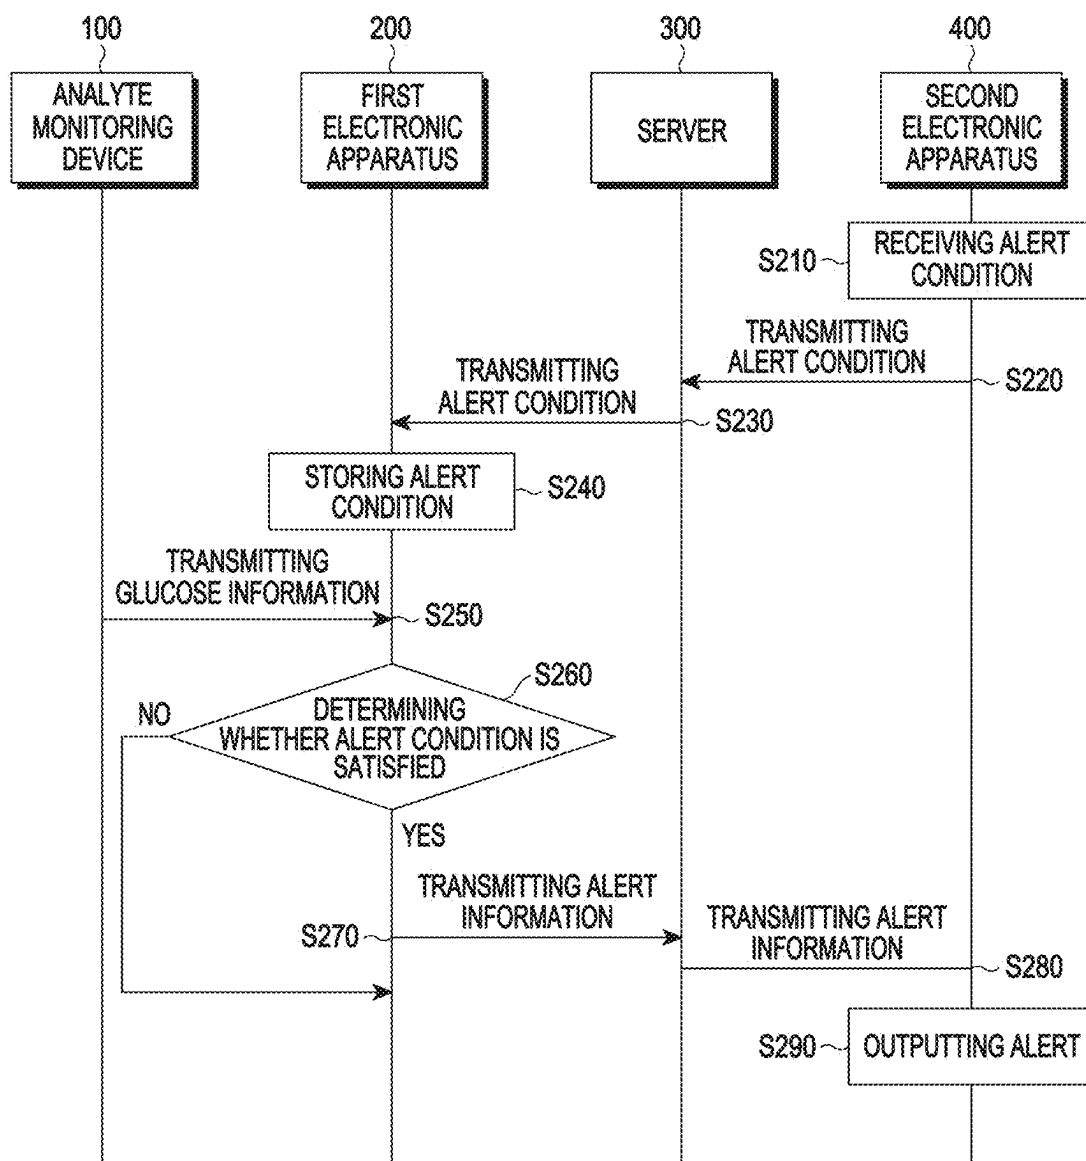 100
200
300
400
ANALYTE
MONITORING
DEVICE
FIRST
ELECTRONIC
APPARATUS
SERVER
SECOND
ELECTRONIC
APPARATUS
S210
RECEIVING ALERT
CONDITION
TRANSMITTING
ALERT CONDITION
S220
TRANSMITTING
ALERT CONDITION
S230
STORING ALERT
CONDITION
S240
TRANSMITTING
GLUCOSE INFORMATION
S250
S260
NO
DETERMINING
WHETHER ALERT CONDITION IS
SATISFIED
YES
TRANSMITTING ALERT
INFORMATION
S270
TRANSMITTING ALERT
INFORMATION
S280
S290
OUTPUTTING ALERT